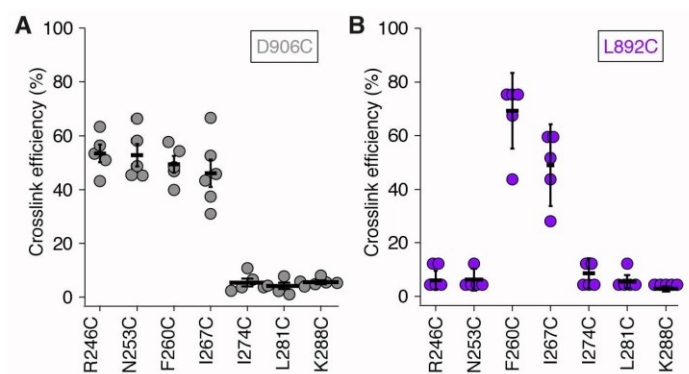 A
D906C
Crosslink efficiency (%)
100
80
60
40
20
0
R246C
N253C
F260C
I267C
I274C
L281C
K288C
B
L892C
Crosslink efficiency (%)
100
80
60
40
20
0
R246C
N253C
F260C
I267C
I274C
L281C
K288C